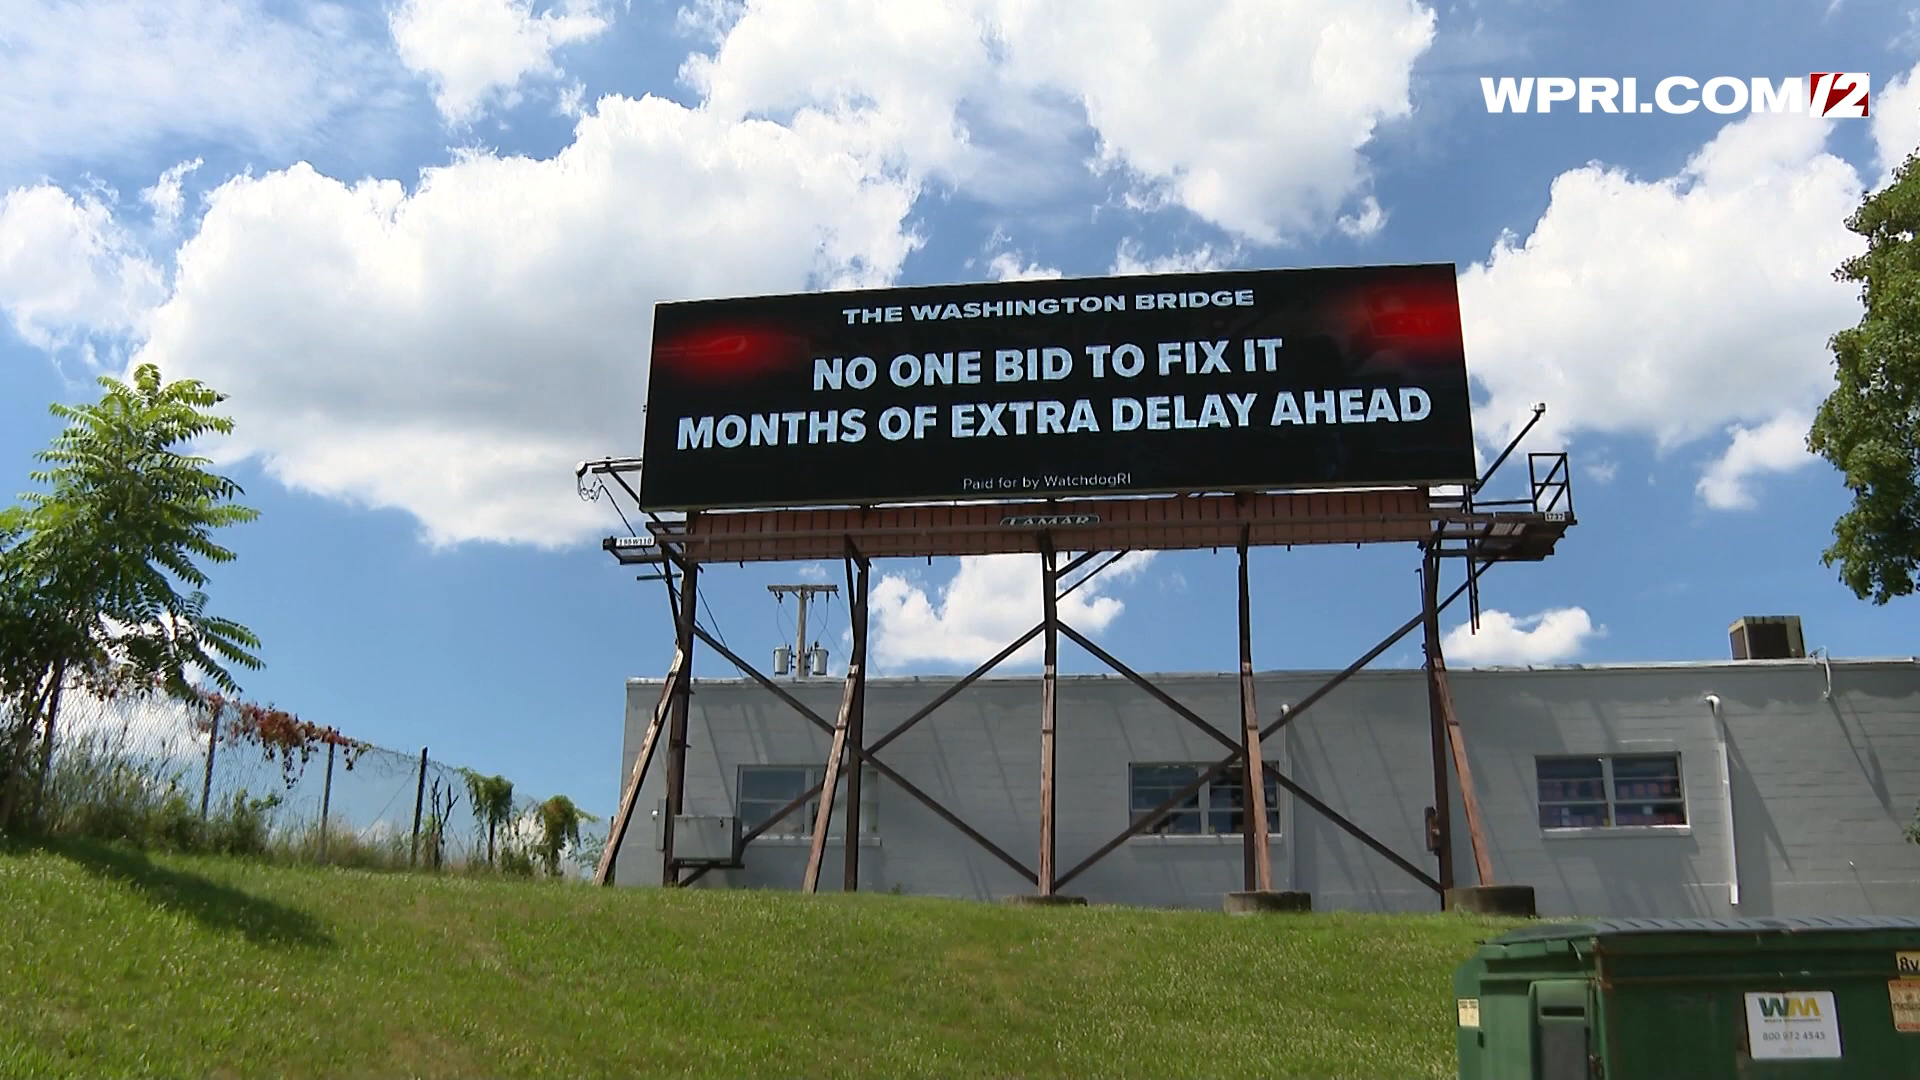 WPRI.COM 12
THE WASHINGTON BRIDGE
NO ONE BID TO FIX IT
MONTHS OF EXTRA DELAY AHEAD
Paid for by WatchdogRI
LAMAR
1737
WM
800 972 4545